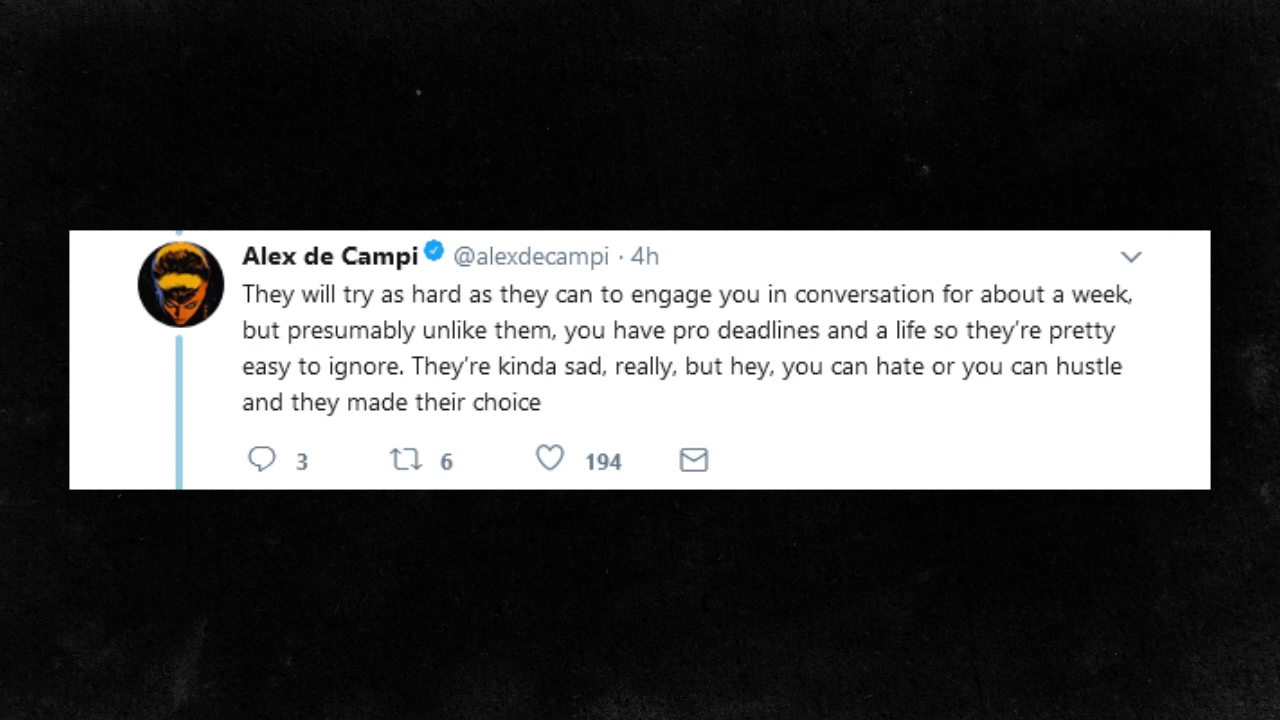 Alex de Campi @alexdecampi · 4h
They will try as hard as they can to engage you in conversation for about a week,
but presumably unlike them, you have pro deadlines and a life so they're pretty
easy to ignore. They're kinda sad, really, but hey, you can hate or you can hustle
and they made their choice
3 6 194